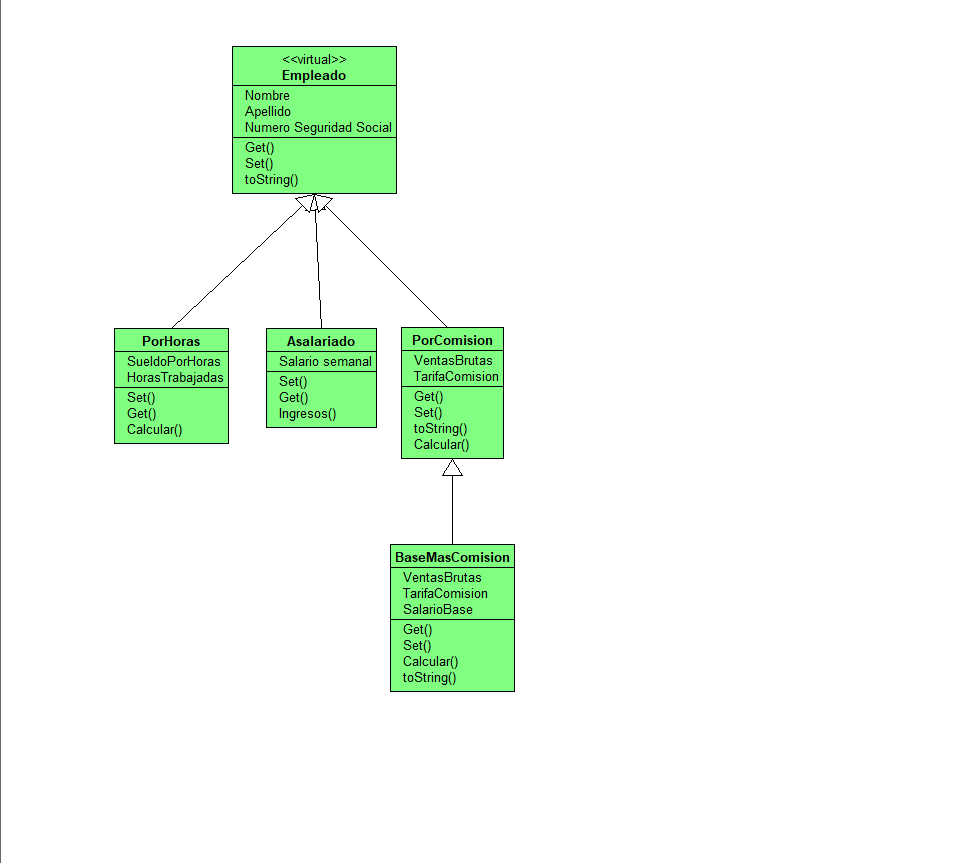 <<virtual>>
Empleado
Nombre
Apellido
Numero Seguridad Social
Get()
Set()
toString()
PorHoras
SueldoPorHoras
HorasTrabajadas
Set()
Get()
Calcular()
Asalariado
Salario semanal
Set()
Get()
Ingresos()
PorComision
VentasBrutas
TarifaComision
Get()
Set()
toString()
Calcular()
BaseMasComision
VentasBrutas
TarifaComision
SalarioBase
Get()
Set()
Calcular()
toString()